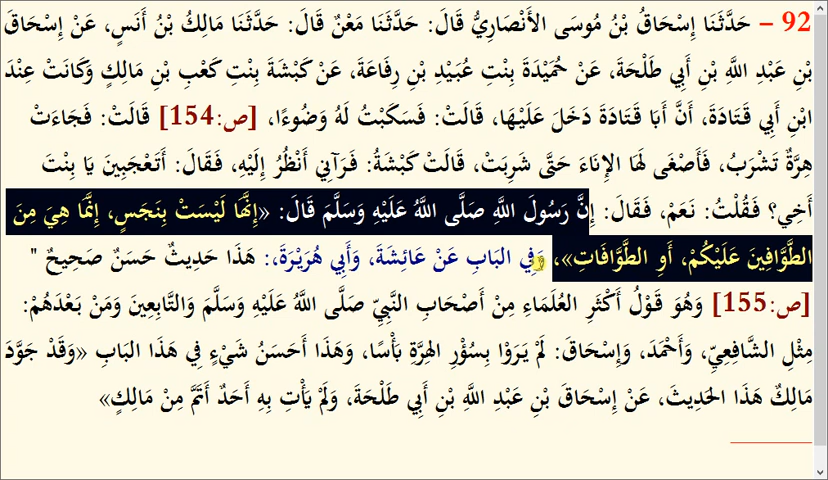 92 – حَدَّثَنَا إِسْحَاقُ بْنُ مُوسَى الأَنْصَارِيُّ قَالَ: حَدَّثَنَا مَعْنٌ قَالَ: حَدَّثَنَا مَالِكُ بْنُ أَنَسٍ، عَنْ إِسْحَاقَ
بْنِ عَبْدِ اللَّهِ بْنِ أَبِي طَلْحَةَ، عَنْ حُمَيْدَةَ بِنْتِ عُبَيْدِ بْنِ رِفَاعَةَ، عَنْ كَبْشَةَ بِنْتِ كَعْبِ بْنِ مَالِكٍ وَكَانَتْ عِنْدَ
ابْنِ أَبِي قَتَادَةَ، أَنَّ أَبَا قَتَادَةَ دَخَلَ عَلَيْهَا، قَالَتْ: فَسَكَبْتُ لَهُ وَضُوءًا، [ص:154] قَالَتْ: فَجَاءَتْ
هِرَّةٌ تَشْرَبُ، فَأَصْغَى لَهَا الإِنَاءَ حَتَّى شَرِبَتْ، قَالَتْ كَبْشَةُ: فَرَآنِي أَنْظُرُ إِلَيْهِ، فَقَالَ: أَتَعْجَبِينَ يَا بِنْتَ
أَخِي؟ فَقُلْتُ: نَعَمْ، فَقَالَ: إِنَّ رَسُولَ اللَّهِ صَلَّى اللَّهُ عَلَيْهِ وَسَلَّمَ قَالَ: «إِنَّهَا لَيْسَتْ بِنَجَسٍ، إِنَّمَا هِيَ مِنَ
الطَّوَّافِينَ عَلَيْكُمْ، أَوِ الطَّوَّافَاتِ»، وَفِي البَابِ عَنْ عَائِشَةَ، وَأَبِي هُرَيْرَةَ،: هَذَا حَدِيثٌ حَسَنٌ صَحِيحٌ "
[ص:155] وَهُوَ قَوْلُ أَكْثَرِ العُلَمَاءِ مِنْ أَصْحَابِ النَّبِيِّ صَلَّى اللَّهُ عَلَيْهِ وَسَلَّمَ وَالتَّابِعِينَ وَمَنْ بَعْدَهُمْ:
مِثْلِ الشَّافِعِيِّ، وَأَحْمَدَ، وَإِسْحَاقَ: لَمْ يَرَوْا بِسُؤْرِ الهِرَّةِ بَأْسًا، وَهَذَا أَحَسَنُ شَيْءٍ فِي هَذَا البَابِ «وَقَدْ جَوَّدَ
مَالِكٌ هَذَا الحَدِيثَ، عَنْ إِسْحَاقَ بْنِ عَبْدِ اللَّهِ بْنِ أَبِي طَلْحَةَ، وَلَمْ يَأْتِ بِهِ أَحَدٌ أَتَمَّ مِنْ مَالِكٍ»